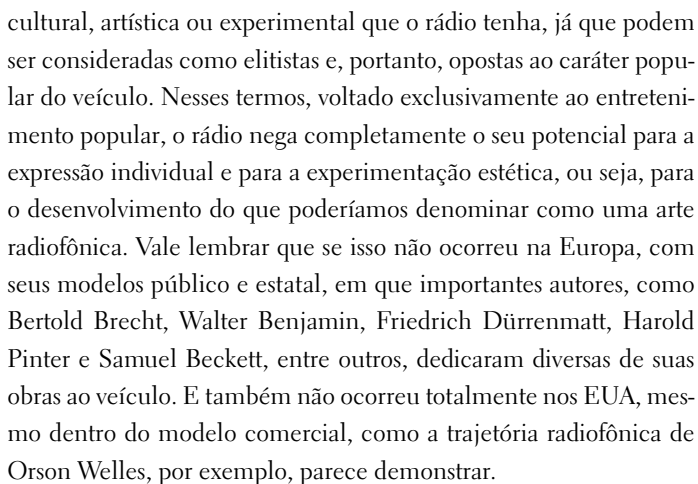 cultural, artística ou experimental que o rádio tenha, já que podem
ser consideradas como elitistas e, portanto, opostas ao caráter popu-
lar do veículo. Nesses termos, voltado exclusivamente ao entreteni-
mento popular, o rádio nega completamente o seu potencial para a
expressão individual e para a experimentação estética, ou seja, para
o desenvolvimento do que poderíamos denominar como uma arte
radiofônica. Vale lembrar que se isso não ocorreu na Europa, com
seus modelos público e estatal, em que importantes autores, como
Bertold Brecht, Walter Benjamin, Friedrich Dürrenmatt, Harold
Pinter e Samuel Beckett, entre outros, dedicaram diversas de suas
obras ao veículo. E também não ocorreu totalmente nos EUA, mes-
mo dentro do modelo comercial, como a trajetória radiofônica de
Orson Welles, por exemplo, parece demonstrar.